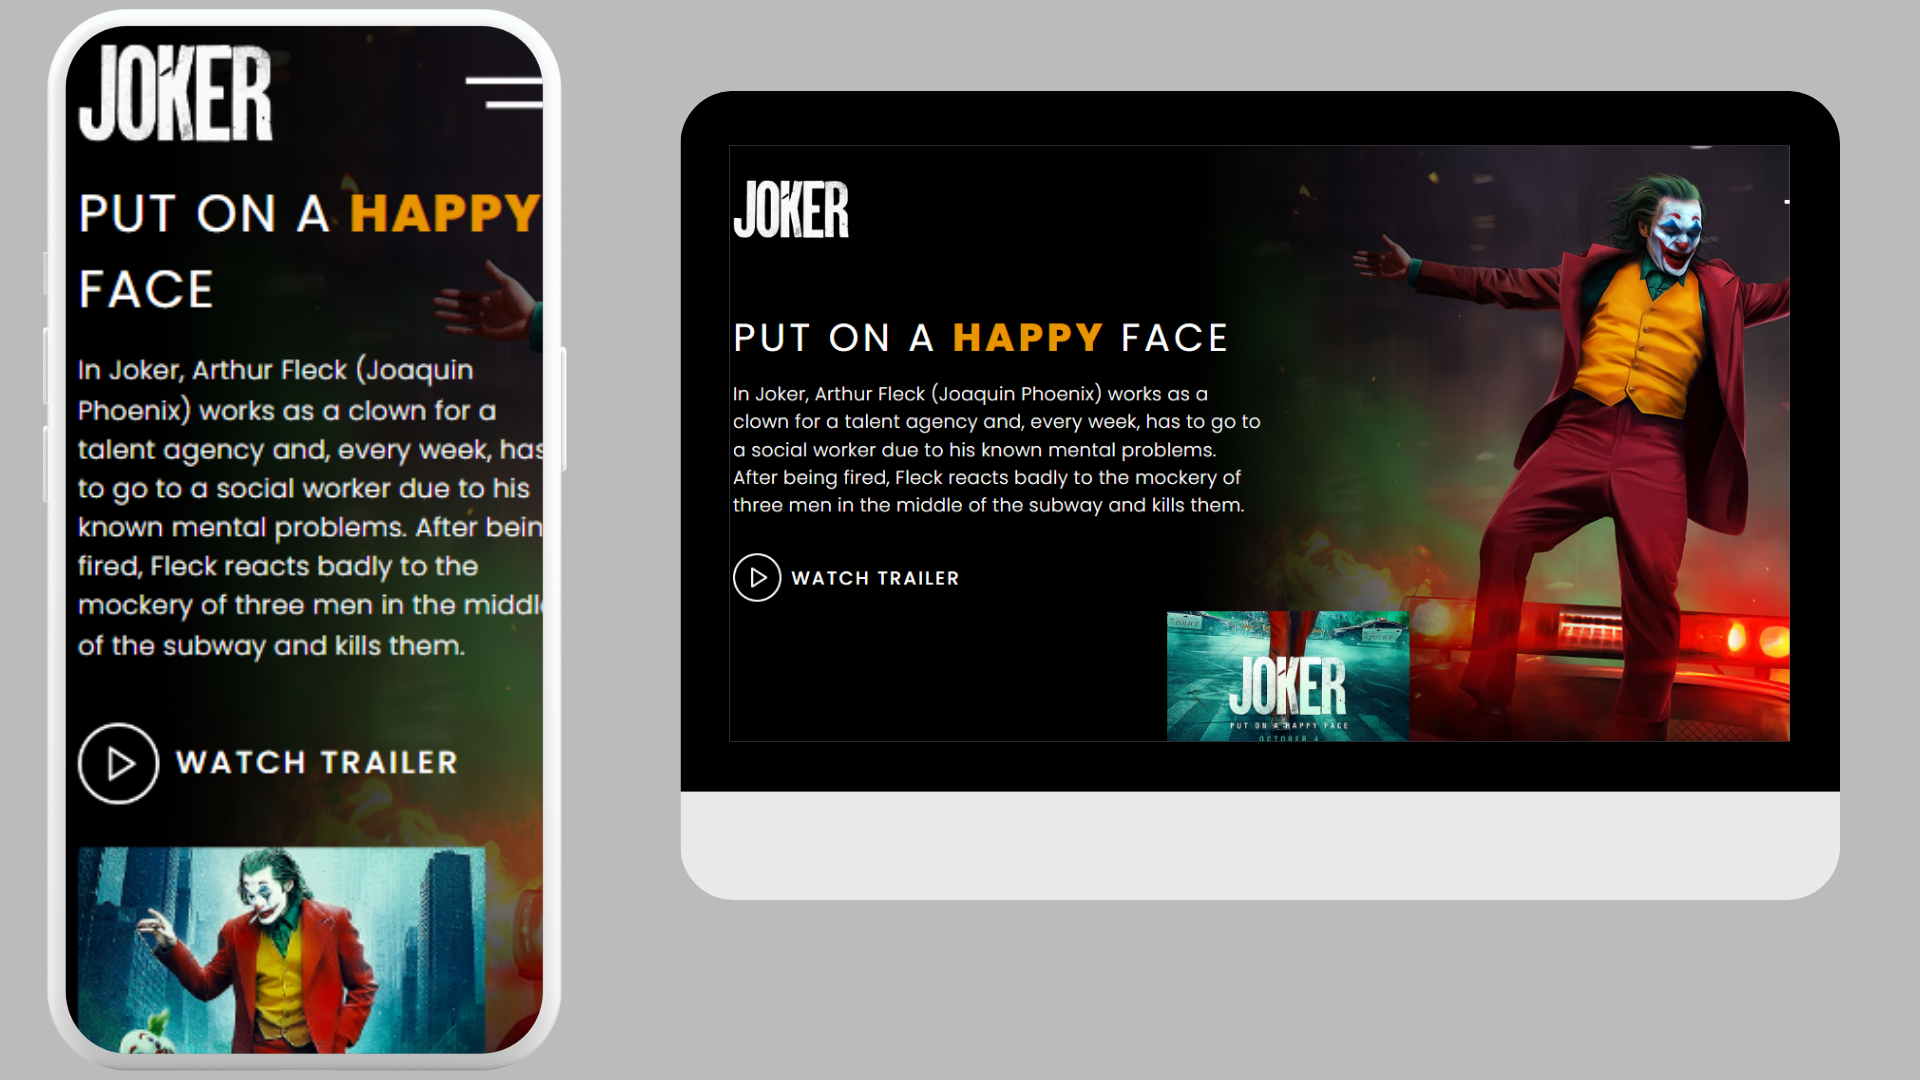 JOKER
PUT ON A HAPPY
FACE
In Joker, Arthur Fleck (Joaquin
Phoenix) works as a clown for a
talent agency and, every week, has
to go to a social worker due to his
known mental problems. After bein
fired, Fleck reacts badly to the
mockery of three men in the middl
of the subway and kills them.
WATCH TRAILER
JOKER
PUT ON A HAPPY FACE
In Joker, Arthur Fleck (Joaquin Phoenix) works as a
clown for a talent agency and, every week, has to go to
a social worker due to his known mental problems.
After being fired, Fleck reacts badly to the mockery of
three men in the middle of the subway and kills them.
WATCH TRAILER
POLICE
POLICE
JOKER
PUT ON A HAPPY FACE
OCTOBER 4